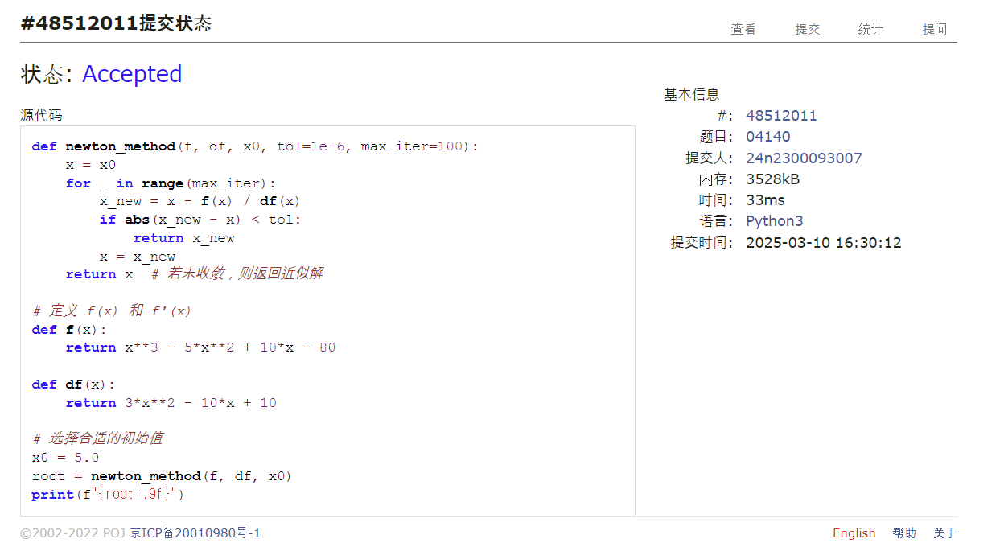 #48512011提交状态
查看 提交 统计 提问
状态: Accepted
源代码
def newton_method(f, df, x0, tol=1e-6, max_iter=100):
    x = x0
    for _ in range(max_iter):
        x_new = x - f(x) / df(x)
        if abs(x_new - x) < tol:
            return x_new
        x = x_new
    return x  # 若未收敛，则返回近似解
# 定义 f(x) 和 f'(x)
def f(x):
    return x**3 - 5*x**2 + 10*x - 80
def df(x):
    return 3*x**2 - 10*x + 10
# 选择合适的初始值
x0 = 5.0
root = newton_method(f, df, x0)
print(f"{root:.9f}")
基本信息
#: 48512011
题目: 04140
提交人: 24n2300093007
内存: 3528kB
时间: 33ms
语言: Python3
提交时间: 2025-03-10 16:30:12
©2002-2022 POJ 京ICP备20010980号-1
English 帮助 关于